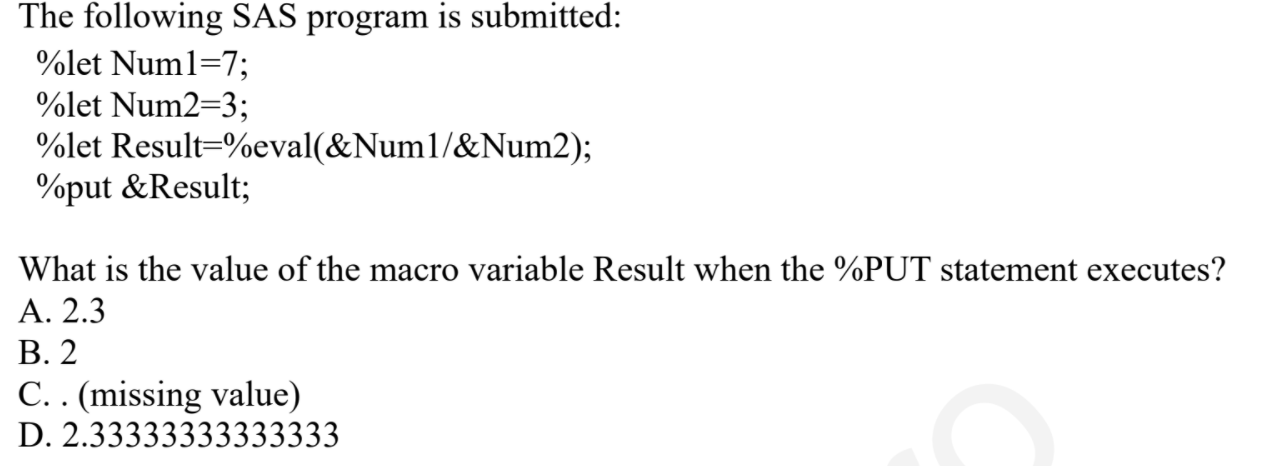 The following SAS program is submitted:
%let Num1=7;
%let Num2=3;
%let Result=%eval(&Num1/&Num2);
%put &Result;
What is the value of the macro variable Result when the %PUT statement executes?
A. 2.3
B. 2
C. . (missing value)
D. 2.33333333333333